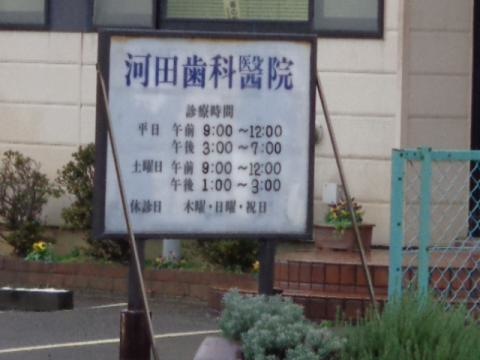 河田歯科醫院
診療時間
平日 午前 9:00〜12:00
午後 3:00〜7:00
土曜日 午前 9:00〜12:00
午後 1:00〜3:00
休診日 木曜・日曜・祝日